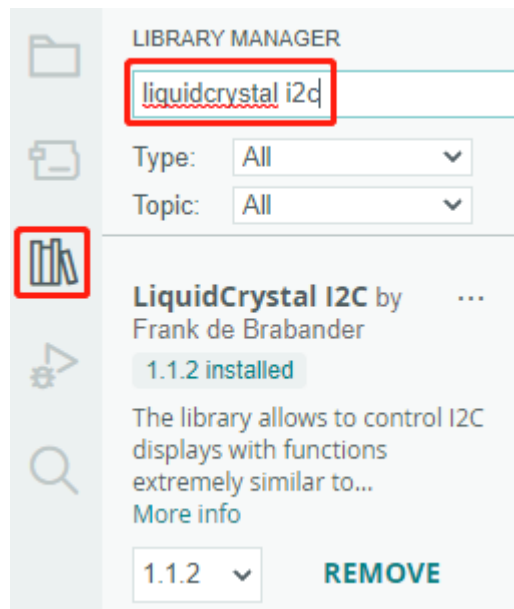 LIBRARY MANAGER
liquidcrystal i2c
Type: All
Topic: All
LiquidCrystal I2C by ...
Frank de Brabander
1.1.2 installed
The library allows to control I2C
displays with functions
extremely similar to...
More info
1.1.2 REMOVE